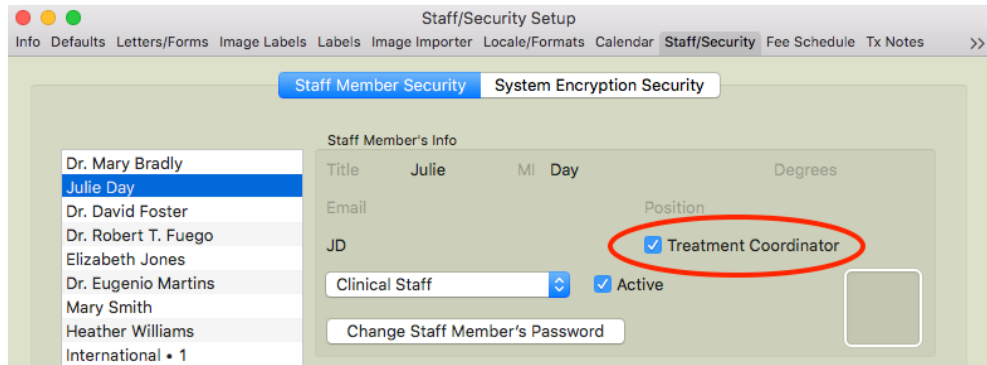 Staff/Security Setup
Info Defaults Letters/Forms Image Labels Labels Image Importer Locale/Formats Calendar Staff/Security Fee Schedule Tx Notes >>
Staff Member Security System Encryption Security
Staff Member's Info
Dr. Mary Bradly
Julie Day
Dr. David Foster
Dr. Robert T. Fuego
Elizabeth Jones
Dr. Eugenio Martins
Mary Smith
Heather Williams
International • 1
Title Julie MI Day Degrees
Email Position
JD Treatment Coordinator
Clinical Staff Active
Change Staff Member's Password